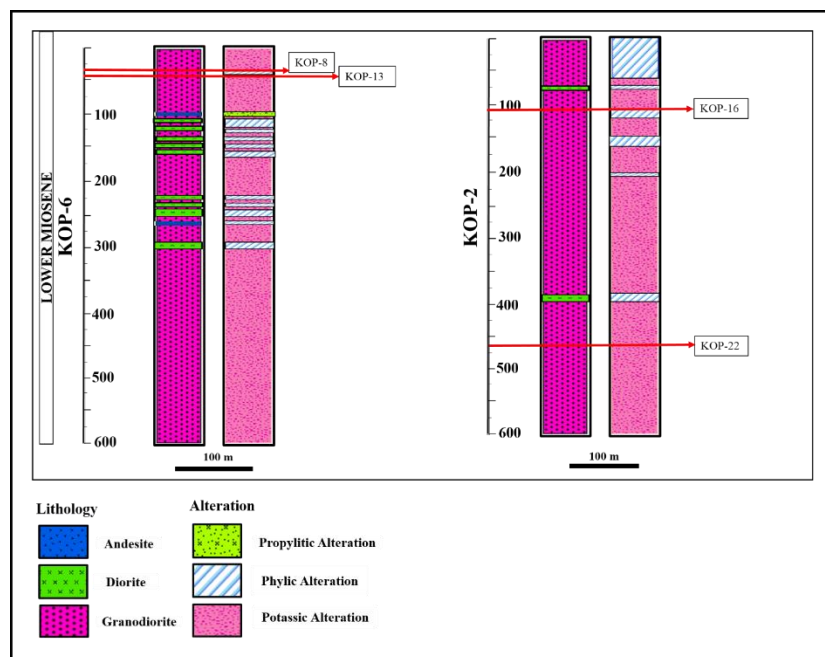 LOWER MIOSENE
KOP-6
100
200
300
400
500
600
KOP-8
KOP-13
100 m
KOP-2
100
200
300
400
500
600
KOP-16
KOP-22
100 m
Lithology
Andesite
Diorite
Granodiorite
Alteration
Propylitic Alteration
Phylic Alteration
Potassic Alteration